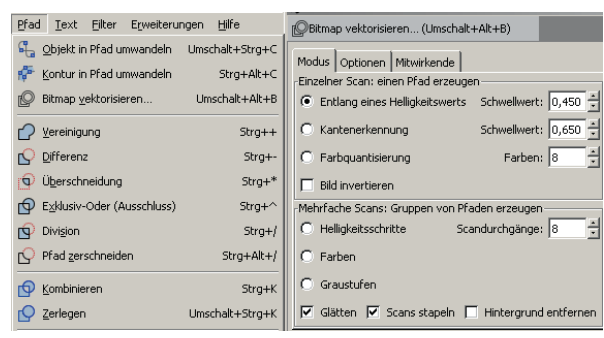 Pfad Text Filter Erweiterungen Hilfe
Objekt in Pfad umwandeln Umschalt+Strg+C
Kontur in Pfad umwandeln Strg+Alt+C
Bitmap vektorisieren... Umschalt+Alt+B
Vereinigung Strg++
Differenz Strg+-
Überschneidung Strg+*
Exklusiv-Oder (Ausschluss) Strg+^
Division Strg+/
Pfad zerschneiden Strg+Alt+/
Kombinieren Strg+K
Zerlegen Umschalt+Strg+K
Bitmap vektorisieren... (Umschalt+Alt+B)
Modus Optionen Mitwirkende
Einzelner Scan: einen Pfad erzeugen
Entlang eines Helligkeitswerts Schwellwert: 0,450
Kantenerkennung Schwellwert: 0,650
Farbquantisierung Farben: 8
Bild invertieren
Mehrfache Scans: Gruppen von Pfaden erzeugen
Helligkeitsschritte Scandurchgänge: 8
Farben
Graustufen
Glätten Scans stapeln Hintergrund entfernen